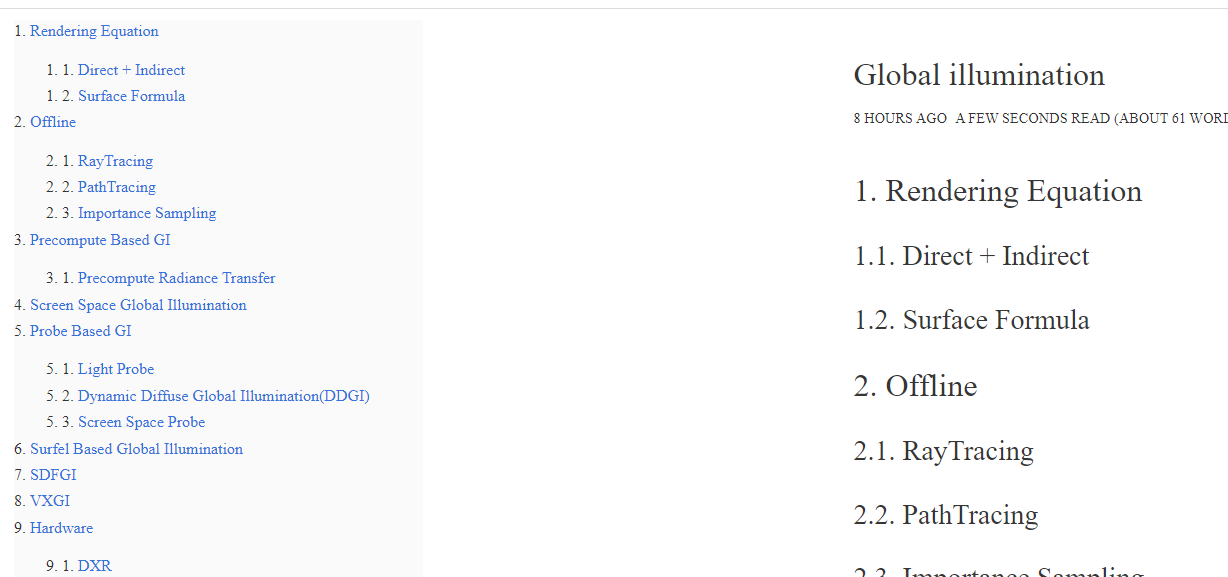 1. Rendering Equation
1. 1. Direct + Indirect
1. 2. Surface Formula
2. Offline
2. 1. RayTracing
2. 2. PathTracing
2. 3. Importance Sampling
3. Precompute Based GI
3. 1. Precompute Radiance Transfer
4. Screen Space Global Illumination
5. Probe Based GI
5. 1. Light Probe
5. 2. Dynamic Diffuse Global Illumination(DDGI)
5. 3. Screen Space Probe
6. Surfel Based Global Illumination
7. SDFGI
8. VXGI
9. Hardware
9. 1. DXR
Global illumination
8 HOURS AGO A FEW SECONDS READ (ABOUT 61 WORD
1. Rendering Equation
1.1. Direct + Indirect
1.2. Surface Formula
2. Offline
2.1. RayTracing
2.2. PathTracing
2.3. Importance Sampling